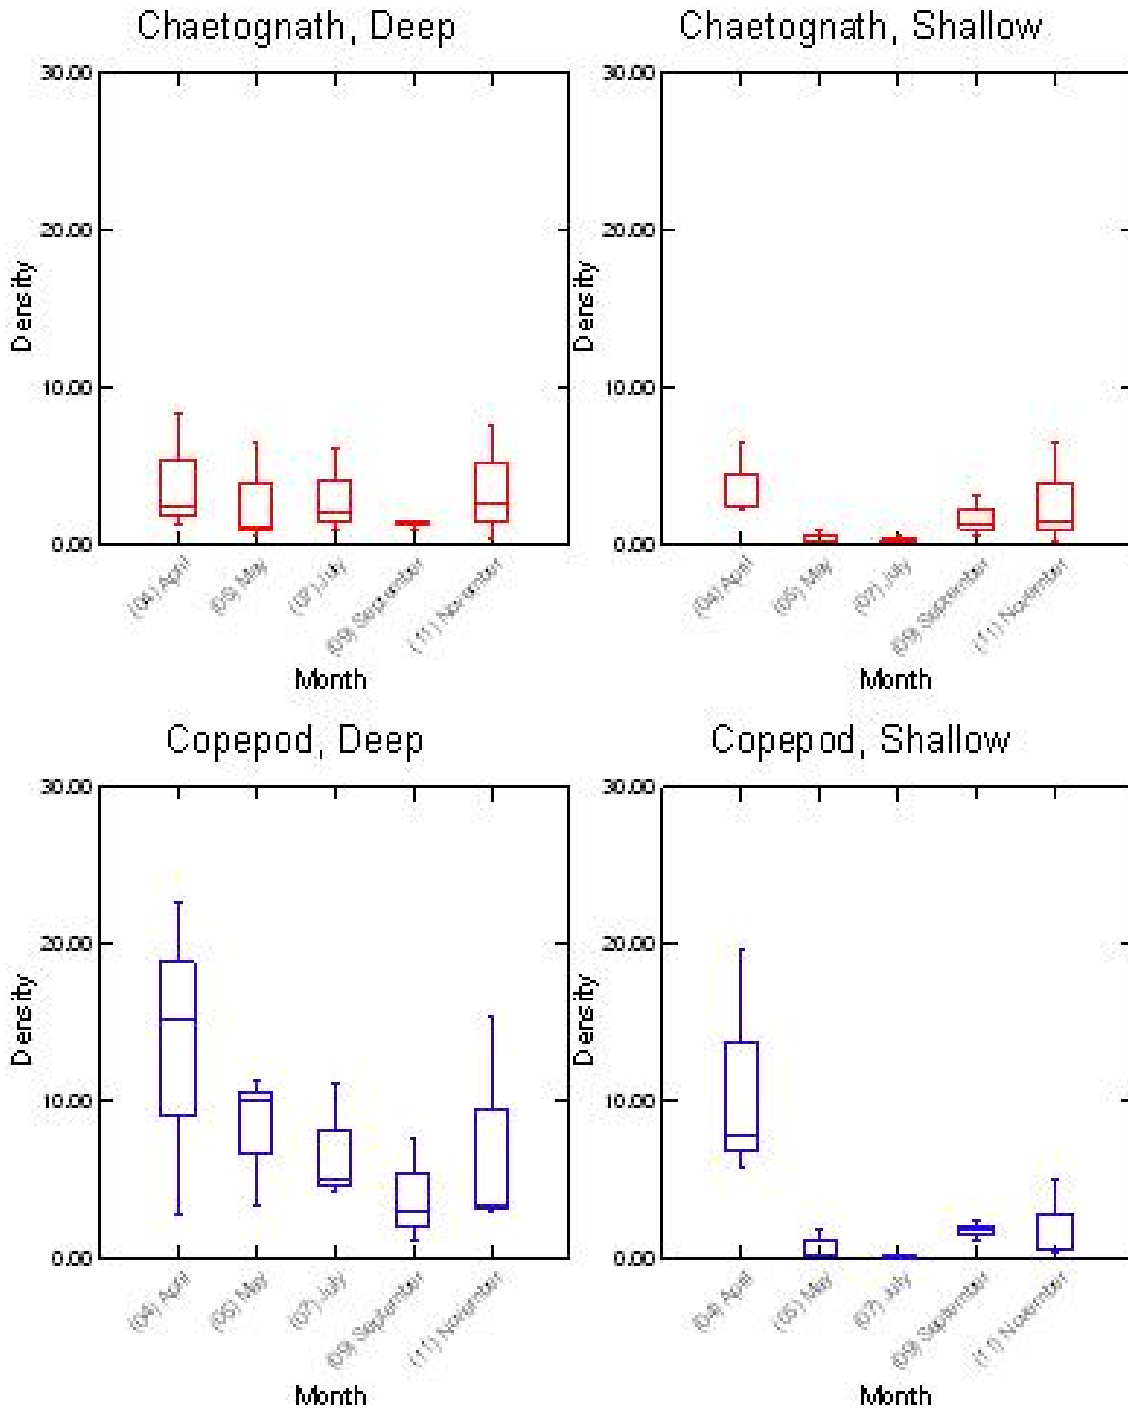 Chaetognath, Deep
30.00
20.00
10.00
0.00
Density
(04) April
(05) May
(07) July
(09) September
(11) November
Month
Chaetognath, Shallow
30.00
20.00
10.00
0.00
Density
(04) April
(05) May
(07) July
(09) September
(11) November
Month
Copepod, Deep
30.00
20.00
10.00
0.00
Density
(04) April
(05) May
(07) July
(09) September
(11) November
Month
Copepod, Shallow
30.00
20.00
10.00
0.00
Density
(04) April
(05) May
(07) July
(09) September
(11) November
Month